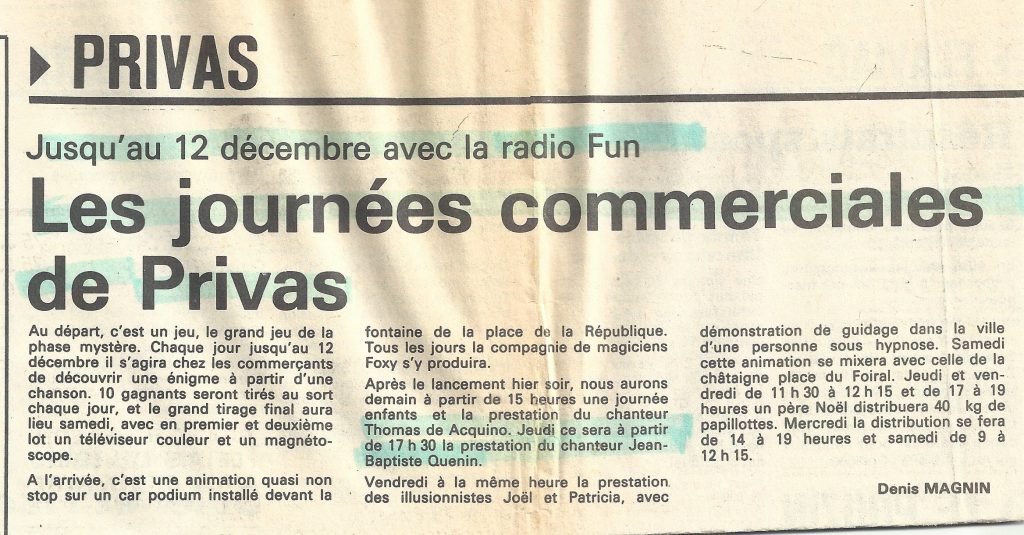 PRIVAS
Jusqu'au 12 décembre avec la radio Fun
Les journées commerciales
de Privas
Au départ, c'est un jeu, le grand jeu de la
phase mystère. Chaque jour jusqu'au 12
décembre il s'agira chez les commerçants
de découvrir une énigme à partir d'une
chanson. 10 gagnants seront tirés au sort
chaque jour, et le grand tirage final aura
lieu samedi, avec en premier et deuxième
lot un téléviseur couleur et un magnéto-
scope.
A l'arrivée, c'est une animation quasi non
stop sur un car podium installé devant la
fontaine de la place de la République.
Tous les jours la compagnie de magiciens
Foxy s'y produira.
Après le lancement hier soir, nous aurons
demain à partir de 15 heures une journée
enfants et la prestation du chanteur
Thomas de Acquino. Jeudi ce sera à partir
de 17 h 30 la prestation du chanteur Jean-
Baptiste Quenin.
Vendredi à la même heure la prestation
des illusionnistes Joël et Patricia, avec
démonstration de guidage dans la ville
d'une personne sous hypnose. Samedi
cette animation se mixera avec celle de la
châtaigne place du Foiral. Jeudi et ven-
dredi de 11 h 30 à 12 h 15 et de 17 à 19
heures un père Noël distribuera 40 kg de
papillottes. Mercredi la distribution se fera
de 14 à 19 heures et samedi de 9 à
12 h 15.
Denis MAGNIN